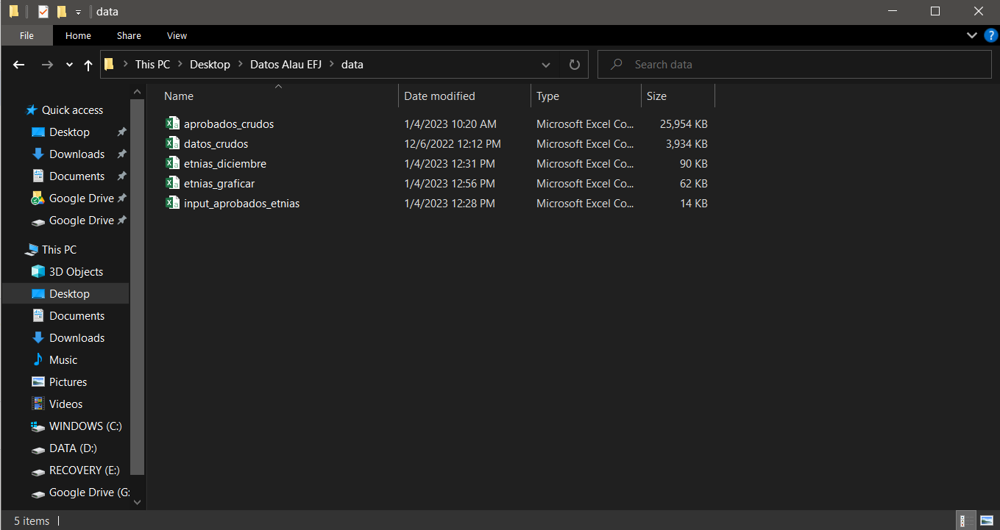 data
File Home Share View
This PC Desktop Datos Alau EFJ data
Search data
Name Date modified Type Size
aprobados_crudos 1/4/2023 10:20 AM Microsoft Excel Co... 25,954 KB
datos_crudos 12/6/2022 12:12 PM Microsoft Excel Co... 3,934 KB
etnias_diciembre 1/4/2023 12:31 PM Microsoft Excel Co... 90 KB
etnias_graficar 1/4/2023 12:56 PM Microsoft Excel Co... 62 KB
input_aprobados_etnias 1/4/2023 12:28 PM Microsoft Excel Co... 14 KB
Quick access
Desktop
Downloads
Documents
Google Drive
Google Drive
This PC
3D Objects
Desktop
Documents
Downloads
Music
Pictures
Videos
WINDOWS (C:)
DATA (D:)
RECOVERY (E:)
Google Drive (G:
5 items